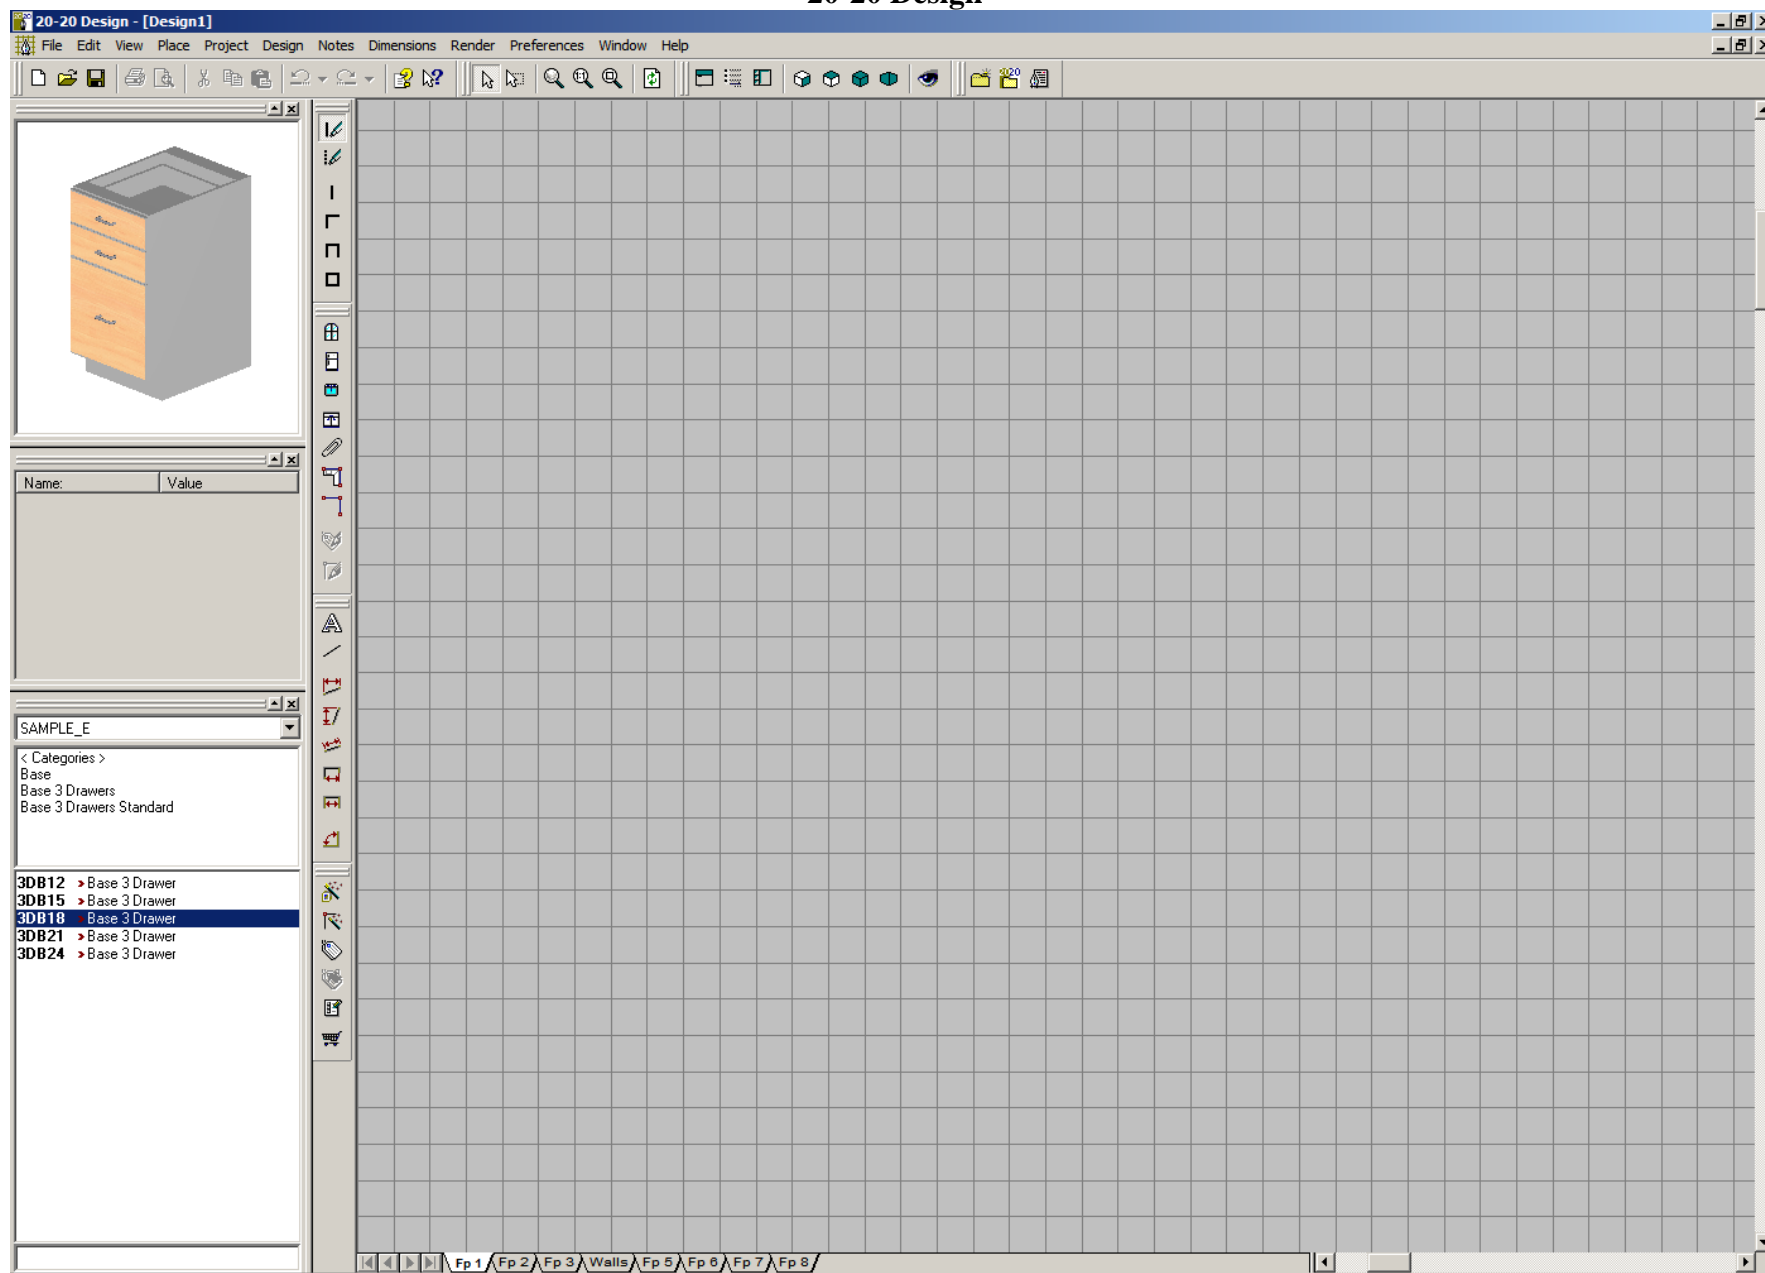 20-20 Design
20-20 Design - [Design1]
File Edit View Place Project Design Notes Dimensions Render Preferences Window Help
Name: Value
SAMPLE_E
< Categories >
Base
Base 3 Drawers
Base 3 Drawers Standard
3DB12 Base 3 Drawer
3DB15 Base 3 Drawer
3DB18 Base 3 Drawer
3DB21 Base 3 Drawer
3DB24 Base 3 Drawer
Fp 1 Fp 2 Fp 3 Walls Fp 5 Fp 6 Fp 7 Fp 8